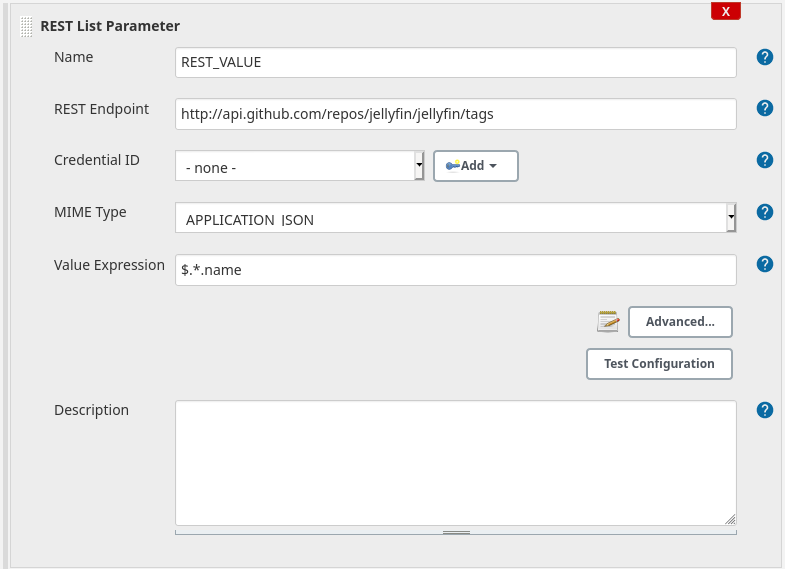 X
REST List Parameter
Name
REST_VALUE
REST Endpoint
http://api.github.com/repos/jellyfin/jellyfin/tags
Credential ID
- none -
Add
MIME Type
APPLICATION_JSON
Value Expression
$.*.name
Advanced...
Test Configuration
Description